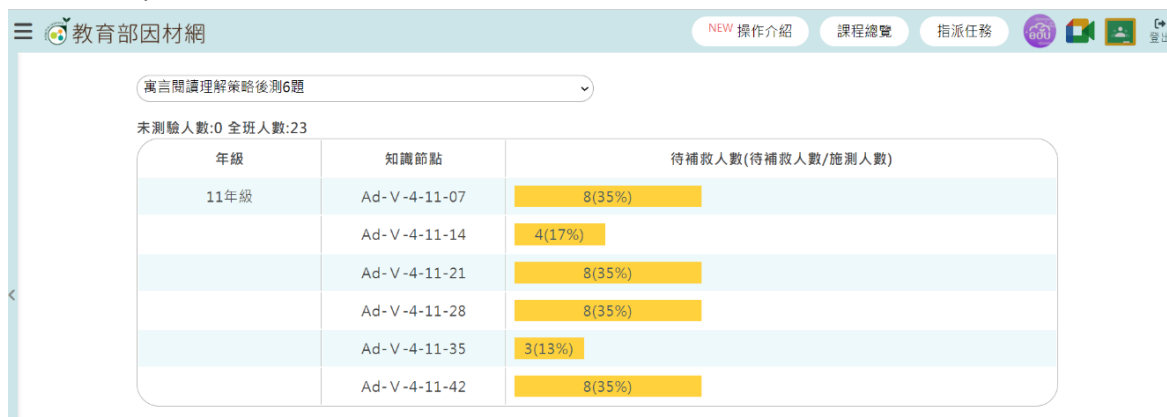 教育部因材網 NEW 操作介紹 課程總覽 指派任務 登出
寓言閱讀理解策略後測6題
未測驗人數:0 全班人數:23
年級 知識節點 待補救人數(待補救人數/施測人數)
11年級 Ad-Ⅴ-4-11-07 8(35%)
Ad-Ⅴ-4-11-14 4(17%)
Ad-Ⅴ-4-11-21 8(35%)
Ad-Ⅴ-4-11-28 8(35%)
Ad-Ⅴ-4-11-35 3(13%)
Ad-Ⅴ-4-11-42 8(35%)